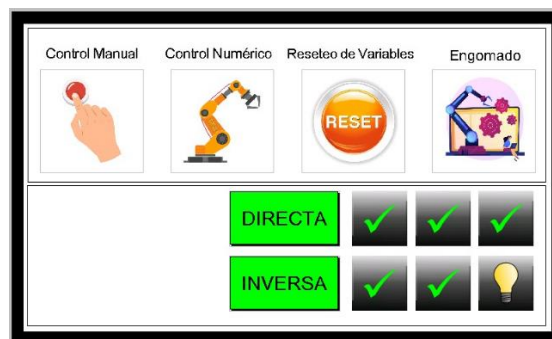 Control Manual Control Numérico Reseteo de Variables Engomado
RESET
DIRECTA
INVERSA